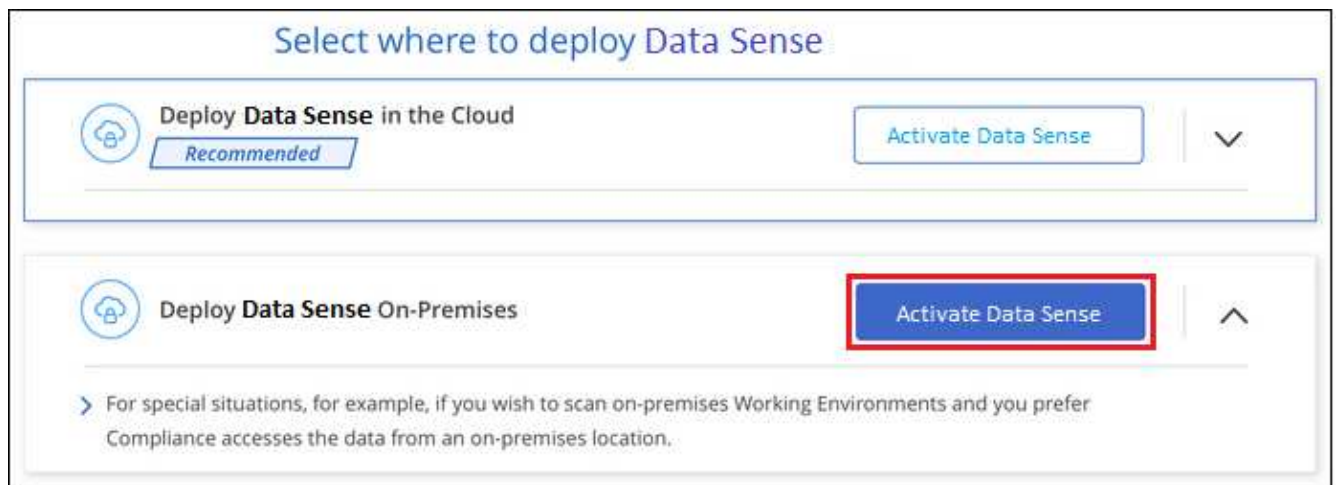 Select where to deploy Data Sense
Deploy Data Sense in the Cloud
Recommended
Activate Data Sense
Deploy Data Sense On-Premises
Activate Data Sense
For special situations, for example, if you wish to scan on-premises Working Environments and you prefer
Compliance accesses the data from an on-premises location.